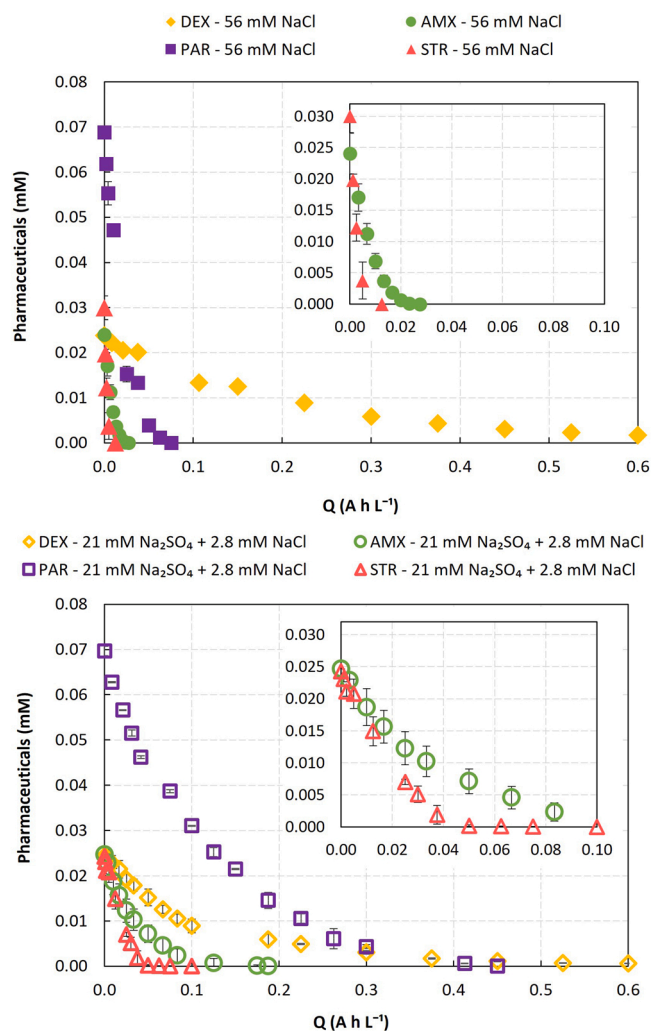 DEX - 56 mM NaCl
AMX - 56 mM NaCl
PAR - 56 mM NaCl
STR - 56 mM NaCl
0.08
0.07
0.06
0.05
0.04
0.03
0.02
0.01
0.00
Pharmaceuticals (mM)
0.030
0.025
0.020
0.015
0.010
0.005
0.000
0.00 0.02 0.04 0.06 0.08 0.10
0.0 0.1 0.2 0.3 0.4 0.5 0.6
Q (A h L⁻¹)
DEX - 21 mM Na₂SO₄ + 2.8 mM NaCl
AMX - 21 mM Na₂SO₄ + 2.8 mM NaCl
PAR - 21 mM Na₂SO₄ + 2.8 mM NaCl
STR - 21 mM Na₂SO₄ + 2.8 mM NaCl
0.08
0.07
0.06
0.05
0.04
0.03
0.02
0.01
0.00
Pharmaceuticals (mM)
0.030
0.025
0.020
0.015
0.010
0.005
0.000
0.00 0.02 0.04 0.06 0.08 0.10
0.0 0.1 0.2 0.3 0.4 0.5 0.6
Q (A h L⁻¹)